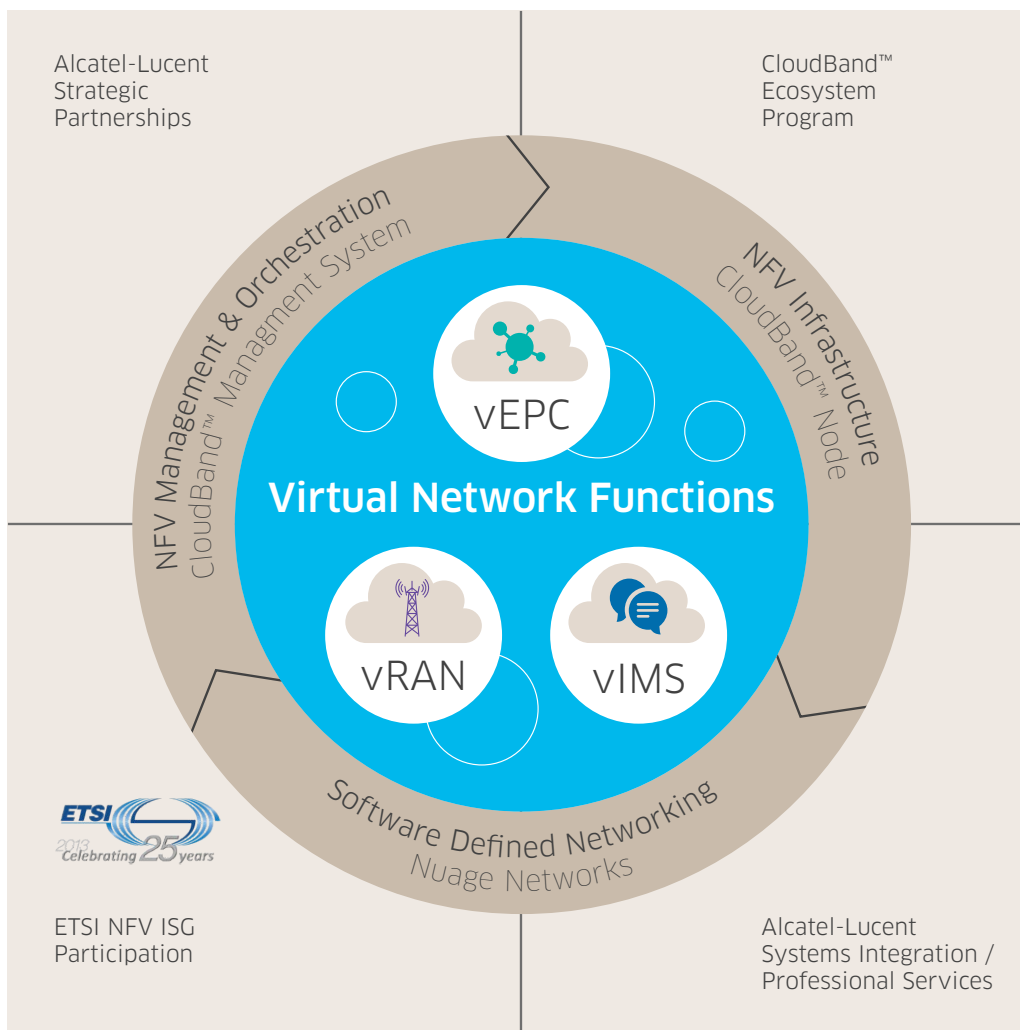 Alcatel-Lucent
Strategic
Partnerships
CloudBand™
Ecosystem
Program
NFV Management & Orchestration
CloudBand™ Managment System
NFV Infrastructure
CloudBand™ Node
vEPC
Virtual Network Functions
vRAN
vIMS
Software Defined Networking
Nuage Networks
ETSI
2013
Celebrating 25 years
ETSI NFV ISG
Participation
Alcatel-Lucent
Systems Integration /
Professional Services